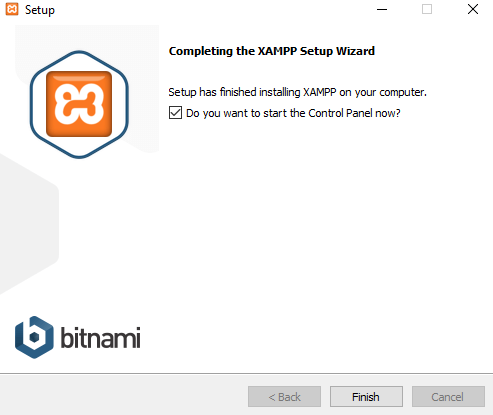 Setup
Completing the XAMPP Setup Wizard
Setup has finished installing XAMPP on your computer.
Do you want to start the Control Panel now?
bitnami
< Back
Finish
Cancel